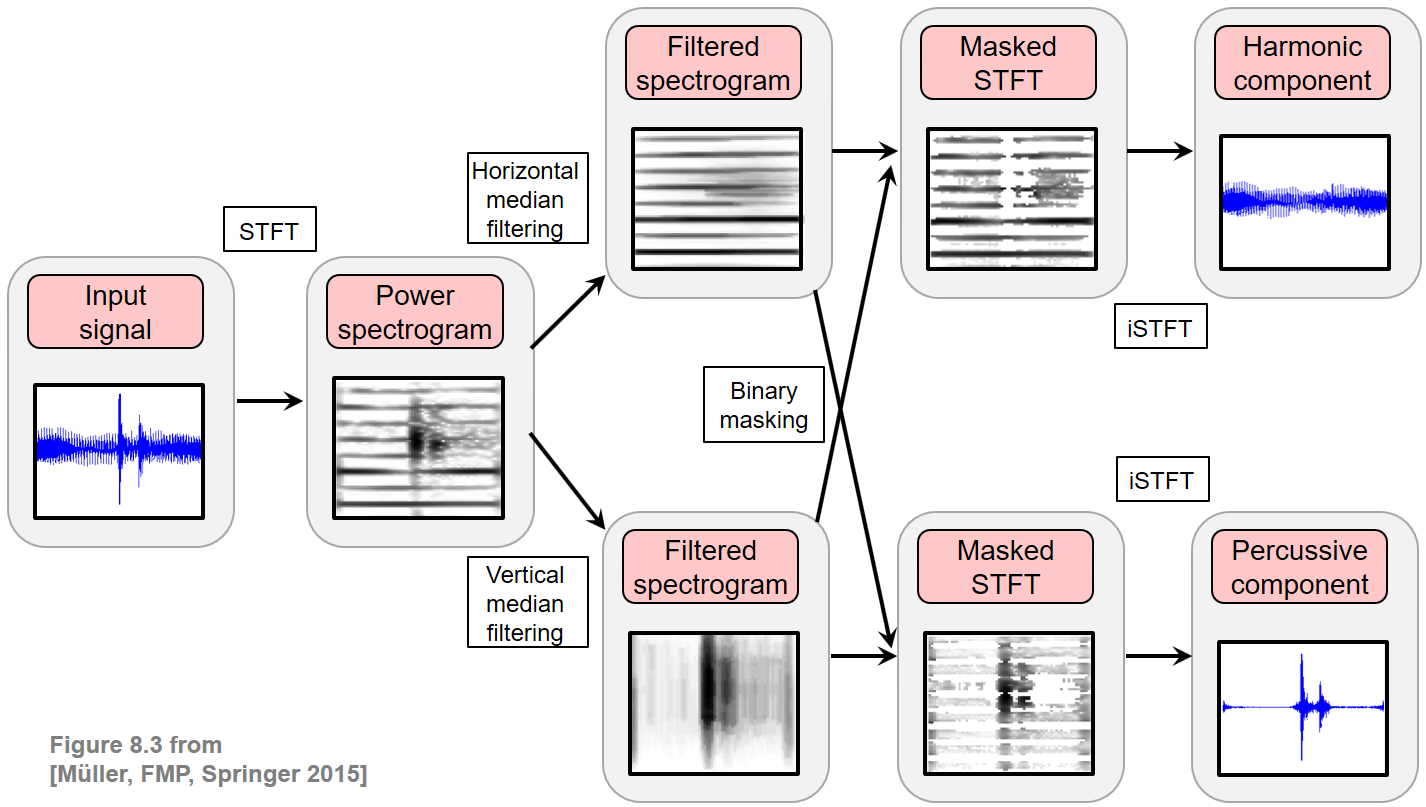 Input
signal
STFT
Power
spectrogram
Horizontal
median
filtering
Filtered
spectrogram
Masked
STFT
Harmonic
component
iSTFT
Binary
masking
Vertical
median
filtering
Filtered
spectrogram
Masked
STFT
iSTFT
Percussive
component
Figure 8.3 from
[Müller, FMP, Springer 2015]